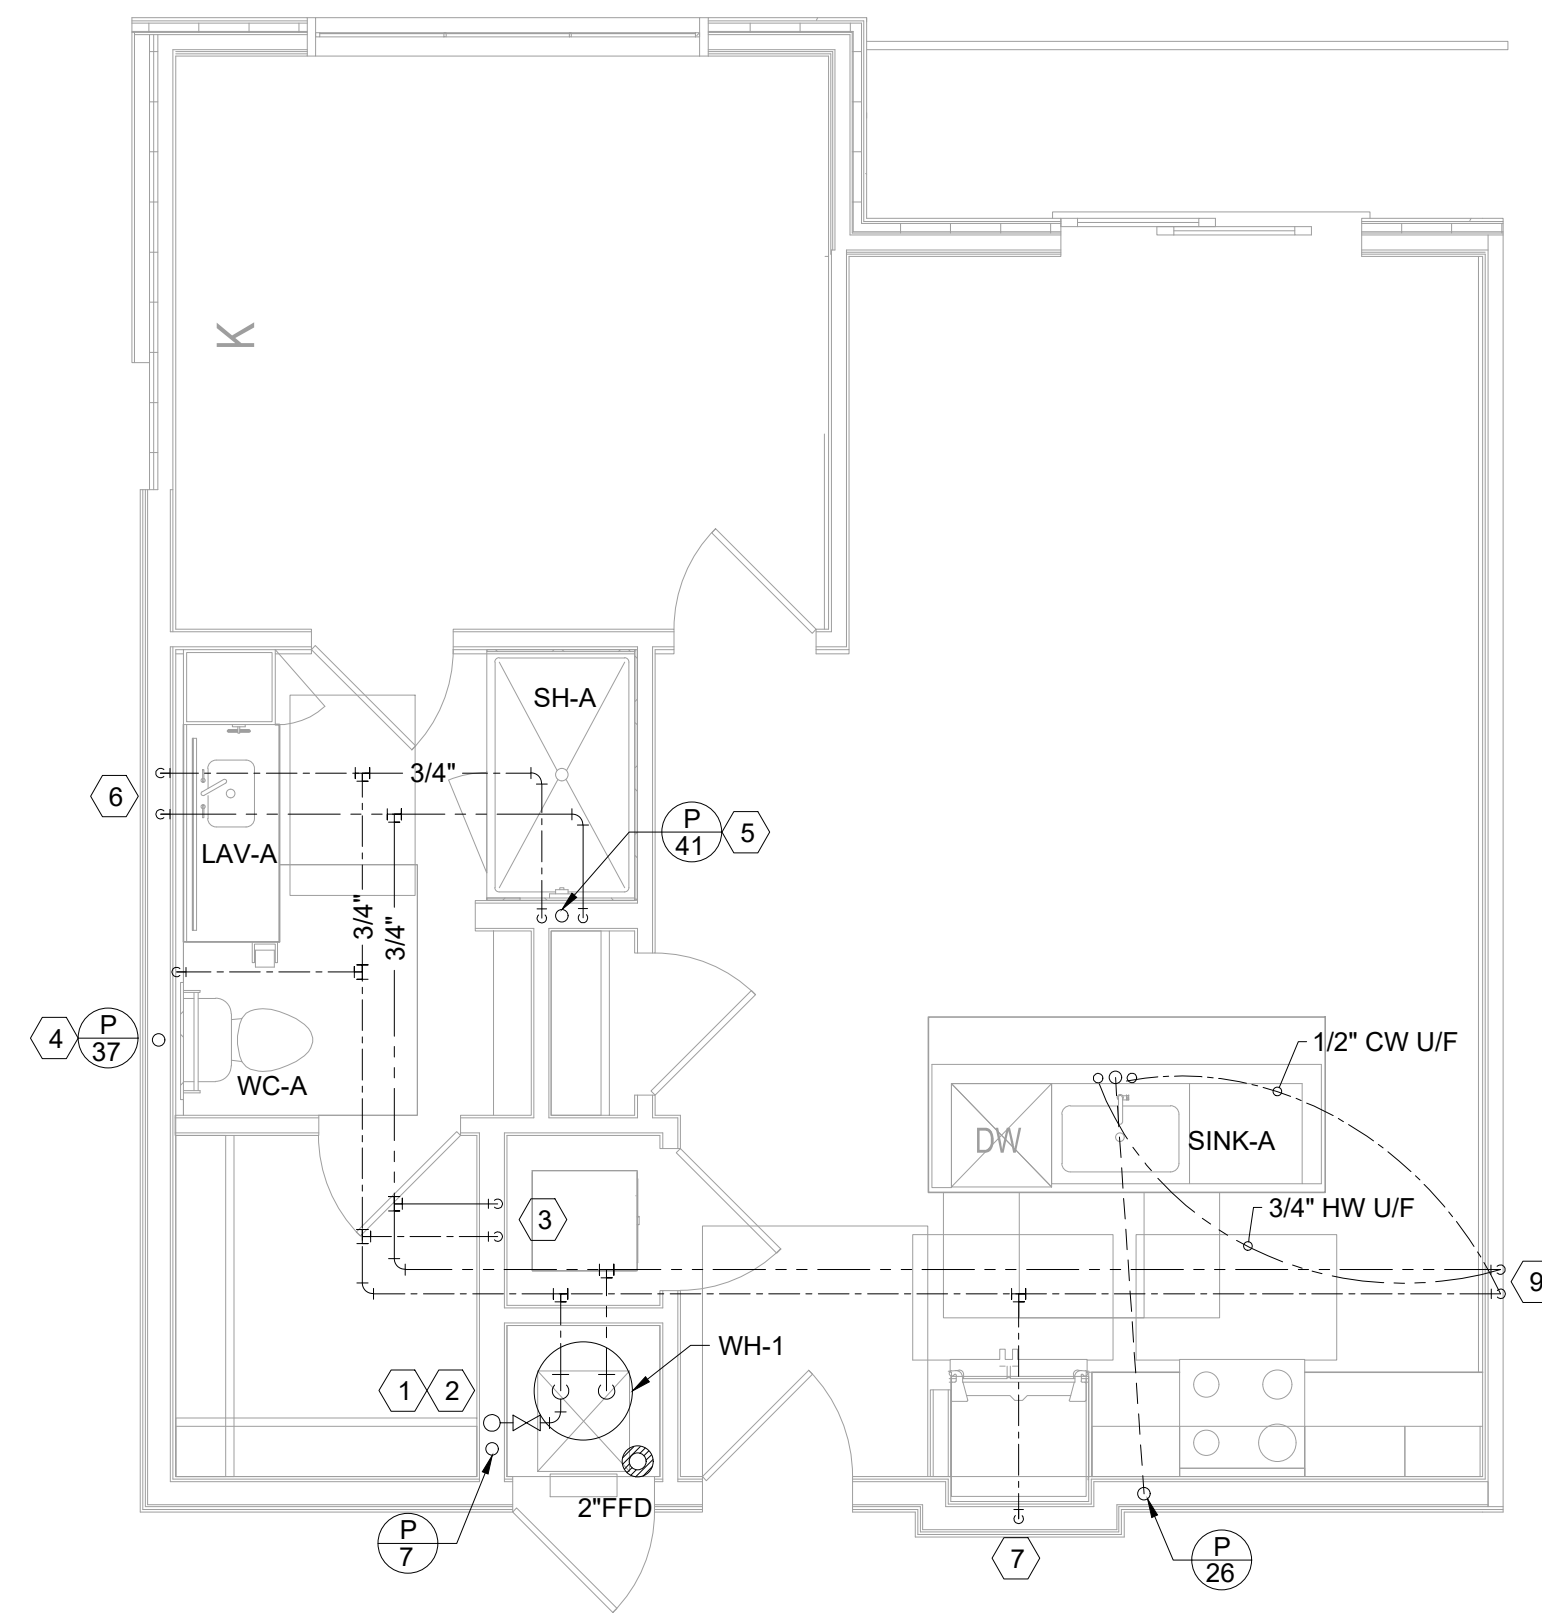 K
SH-A
3/4"
6
P
41
5
LAV-A
3/4"
3/4"
4
P
37
WC-A
1/2" CW U/F
DW
SINK-A
3
3/4" HW U/F
9
WH-1
1
2
2"FFD
P
7
7
P
26